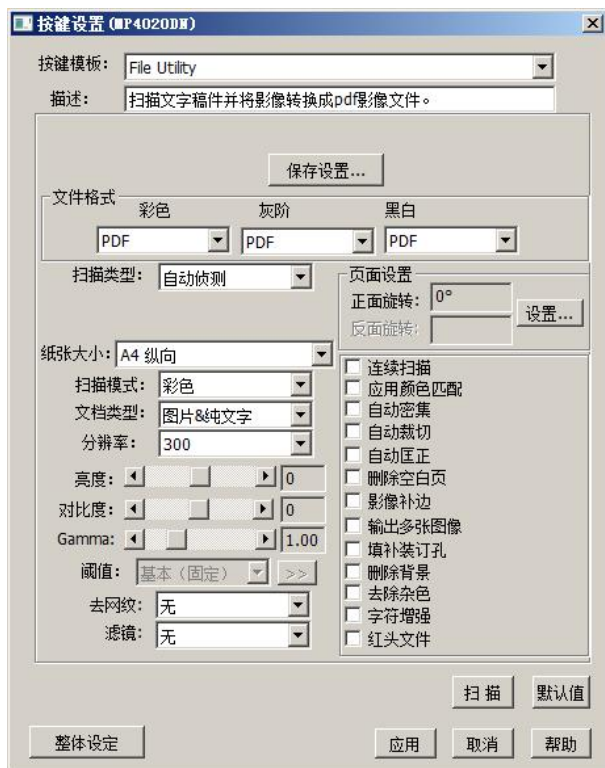 按键设置(MP4020DN)
按键模板: File Utility
描述: 扫描文字稿件并将影像转换成pdf影像文件。
保存设置...
文件格式
彩色 灰阶 黑白
PDF PDF PDF
扫描类型: 自动侦测
页面设置
正面旋转: 0°
设置...
反面旋转:
纸张大小: A4 纵向
扫描模式: 彩色
文档类型: 图片&纯文字
分辨率: 300
亮度: 0
对比度: 0
Gamma: 1.00
阈值: 基本(固定) >>
去网纹: 无
滤镜: 无
连续扫描
应用颜色匹配
自动密集
自动裁切
自动匡正
删除空白页
影像补边
输出多张图像
填补装订孔
删除背景
去除杂色
字符增强
红头文件
扫 描 默认值
整体设定 应用 取消 帮助